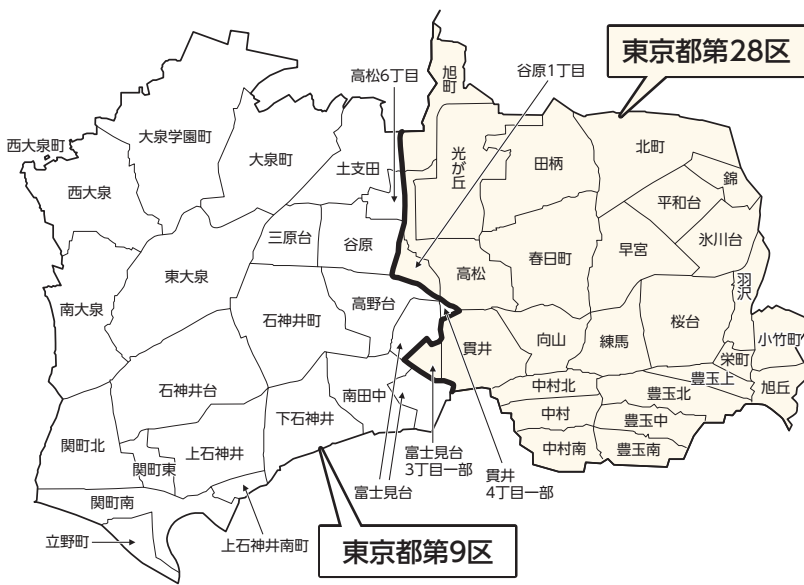 東京都第28区
高松6丁目
谷原1丁目
旭町
西大泉町
大泉学園町
大泉町
土支田
光が丘
田柄
北町
錦
西大泉
平和台
氷川台
三原台
谷原
高松
春日町
早宮
羽沢
南大泉
東大泉
石神井町
高野台
貫井
向山
練馬
桜台
小竹町
栄町
石神井台
下石神井
南田中
中村北
豊玉北
豊玉上
旭丘
関町北
関町東
上石神井
中村
豊玉中
中村南
豊玉南
富士見台
富士見台
3丁目一部
貫井
4丁目一部
関町南
立野町
上石神井南町
東京都第9区